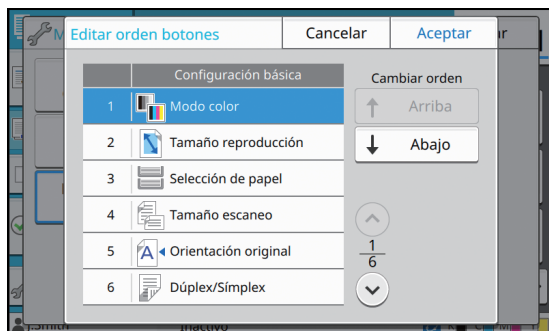 Editar orden botones
Cancelar
Aceptar
Configuración básica
Cambiar orden
1 Modo color
Arriba
2 Tamaño reproducción
Abajo
3 Selección de papel
4 Tamaño escaneo
5 Orientación original
1
6
6 Dúplex/Símplex
J.Smith
Inactivo